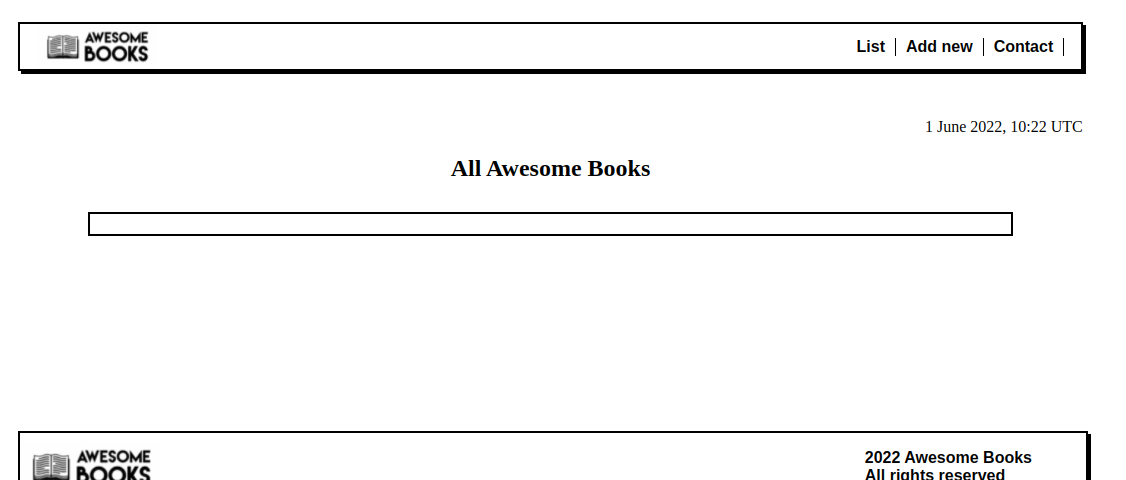 AWESOME
BOOKS
List
Add new
Contact
1 June 2022, 10:22 UTC
All Awesome Books
AWESOME
BOOKS
2022 Awesome Books
All rights reserved